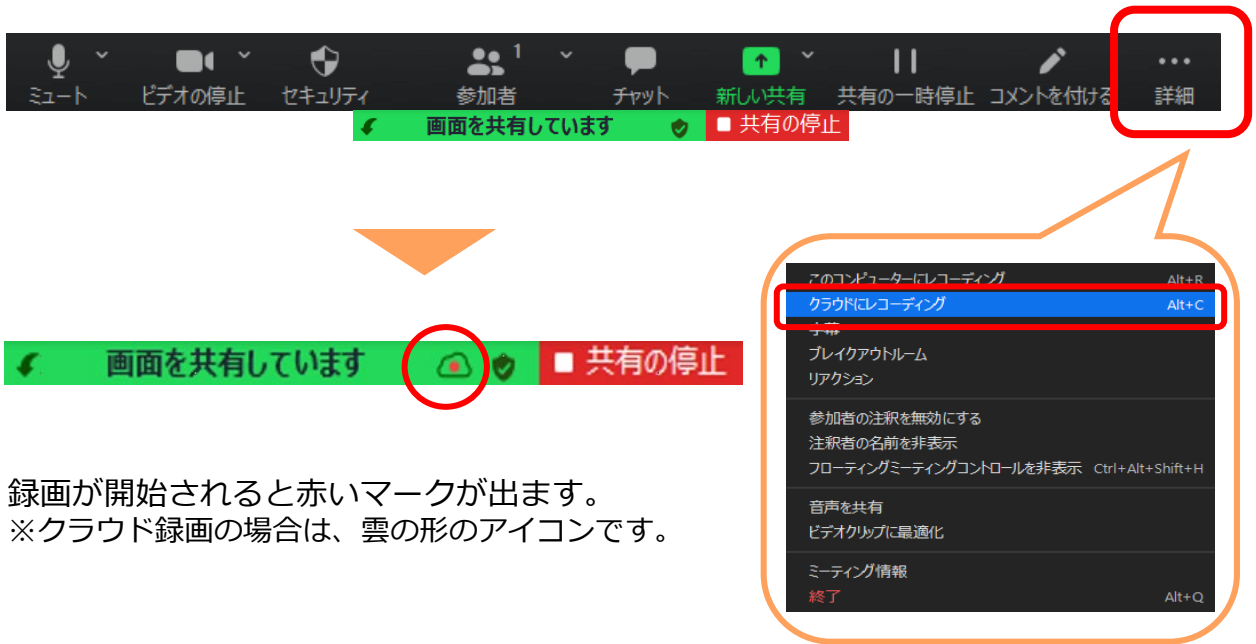 1
ミュート ビデオの停止 セキュリティ 参加者 チャット 新しい共有 共有の一時停止 コメントを付ける 詳細
画面を共有しています 共有の停止
このコンピューターにレコーディング Alt+R
クラウドにレコーディング Alt+C
字幕
ブレイクアウトルーム
リアクション
参加者の注釈を無効にする
注釈者の名前を非表示
フローティングミーティングコントロールを非表示 Ctrl+Alt+Shift+H
音声を共有
ビデオクリップに最適化
ミーティング情報
終了 Alt+Q
画面を共有しています 共有の停止
録画が開始されると赤いマークが出ます。
※クラウド録画の場合は、雲の形のアイコンです。